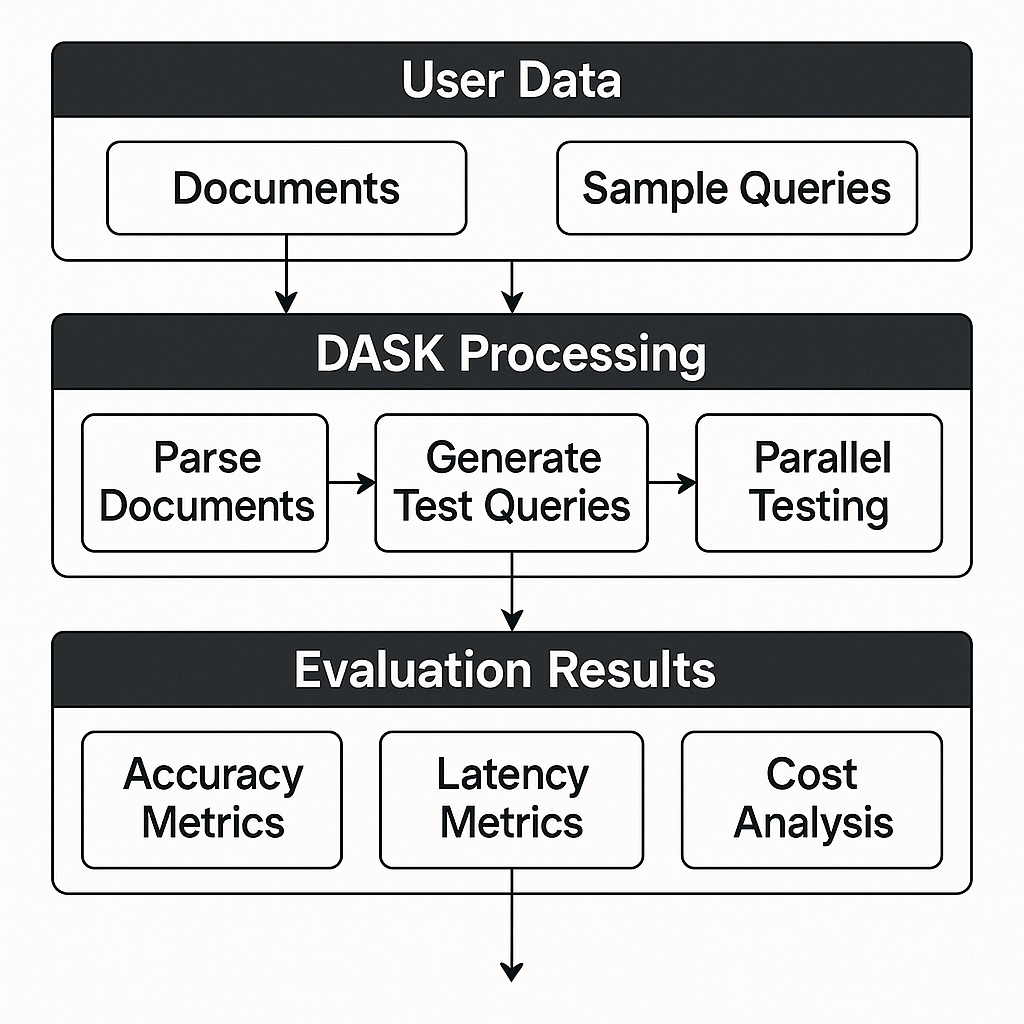 User Data
Documents
Sample Queries
DASK Processing
Parse
Documents
Generate
Test Queries
Parallel
Testing
Evaluation Results
Accuracy
Metrics
Latency
Metrics
Cost
Analysis